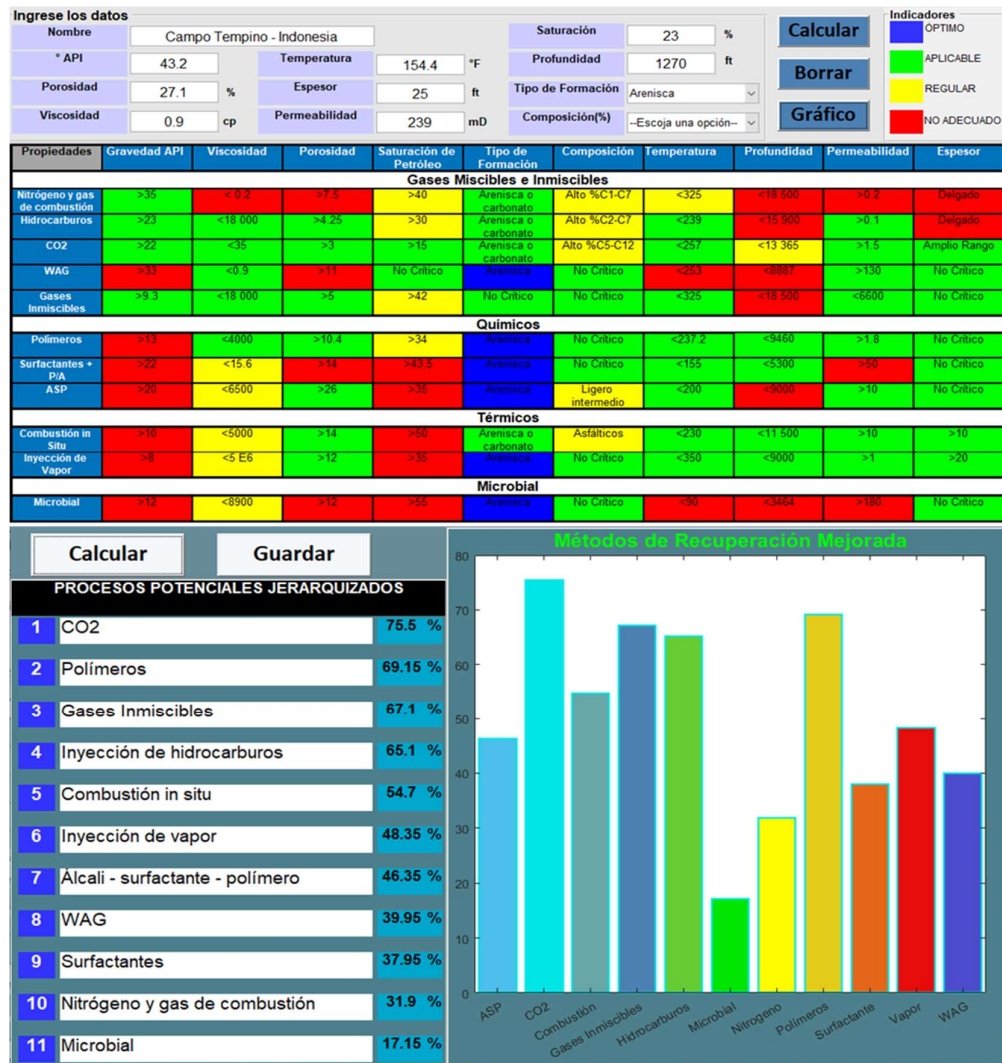 Ingrese los datos
Nombre Campo Tempino - Indonesia Saturación 23 % Calcular Indicadores
° API 43.2 Temperatura 154.4 °F Profundidad 1270 ft ÓPTIMO
Porosidad 27.1 % Espesor 25 ft Tipo de Formación Arenisca Borrar APLICABLE
Viscosidad 0.9 cp Permeabilidad 239 mD Composición(%) --Escoja una opción-- Gráfico REGULAR
NO ADECUADO
Propiedades Gravedad API Viscosidad Porosidad Saturación de Petróleo Tipo de Formación Composición Temperatura Profundidad Permeabilidad Espesor
Gases Miscibles e Inmiscibles
Nitrógeno y gas de combustión >35 < 0.2 >7.5 >40 Arenisca o carbonato Alto %C1-C7 <325 <18 500 >0.2 Delgado
Hidrocarburos >23 <18 000 >4.25 >30 Arenisca o carbonato Alto %C2-C7 <239 <15 900 >0.1 Delgado
CO2 >22 <35 >3 >15 Arenisca o carbonato Alto %C5-C12 <257 <13 365 >1.5 Amplio Rango
WAG >33 <0.9 >11 No Crítico Arenisca No Crítico <253 <8887 >130 No Crítico
Gases Inmiscibles >9.3 <18 000 >5 >42 No Crítico No Crítico <325 <18 500 <6600 No Crítico
Químicos
Polímeros >13 <4000 >10.4 >34 Arenisca No Crítico <237.2 <9460 >1.8 No Crítico
Surfactantes + P/A >22 <15.6 >14 >43.5 Arenisca No Crítico <155 <5300 >50 No Crítico
ASP >20 <6500 >26 >35 Arenisca Ligero intermedio <200 <9000 >10 No Crítico
Térmicos
Combustión in Situ >10 <5000 >14 >50 Arenisca o carbonato Asfálticos <230 <11 500 >10 >10
Inyección de Vapor >8 <5 E6 >12 >35 Arenisca No Crítico <350 <9000 >1 >20
Microbial
Microbial >12 <8900 >12 >55 Arenisca No Crítico <90 <3464 >180 No Crítico
Calcular Guardar
PROCESOS POTENCIALES JERARQUIZADOS
1 CO2 75.5 %
2 Polímeros 69.15 %
3 Gases Inmiscibles 67.1 %
4 Inyección de hidrocarburos 65.1 %
5 Combustión in situ 54.7 %
6 Inyección de vapor 48.35 %
7 Álcali - surfactante - polímero 46.35 %
8 WAG 39.95 %
9 Surfactantes 37.95 %
10 Nitrógeno y gas de combustión 31.9 %
11 Microbial 17.15 %
Métodos de Recuperación Mejorada
80
70
60
50
40
30
20
10
0
ASP CO2 Combustión Gases Inmiscibles Hidrocarburos Microbial Nitrogeno Polímeros Surfactante Vapor WAG